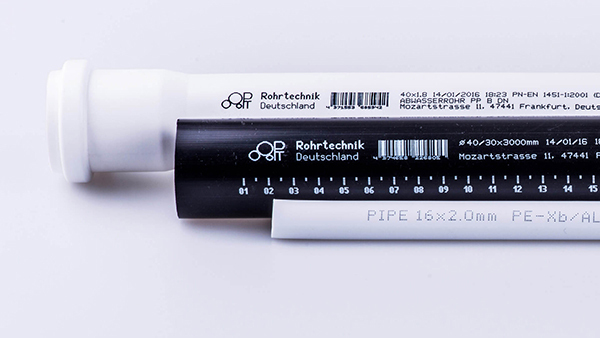 OPIT Rohrtechnik
Deutschland
40x1.8 14/01/2016 18:23 PN-EN 1451-1:2001 (D
ABWASSERROHR PP B DN
Mozartstrasse 11, 47441 Frankfurt, Deuts
OPIT Rohrtechnik
Deutschland
ø40/30x3000mm 14/01/16 18
Mozartstrasse 11, 47441 F
01 02 03 04 05 06 07 08 09 10 11 12 13 14 15
PIPE 16x2.0mm PE-Xb/AL